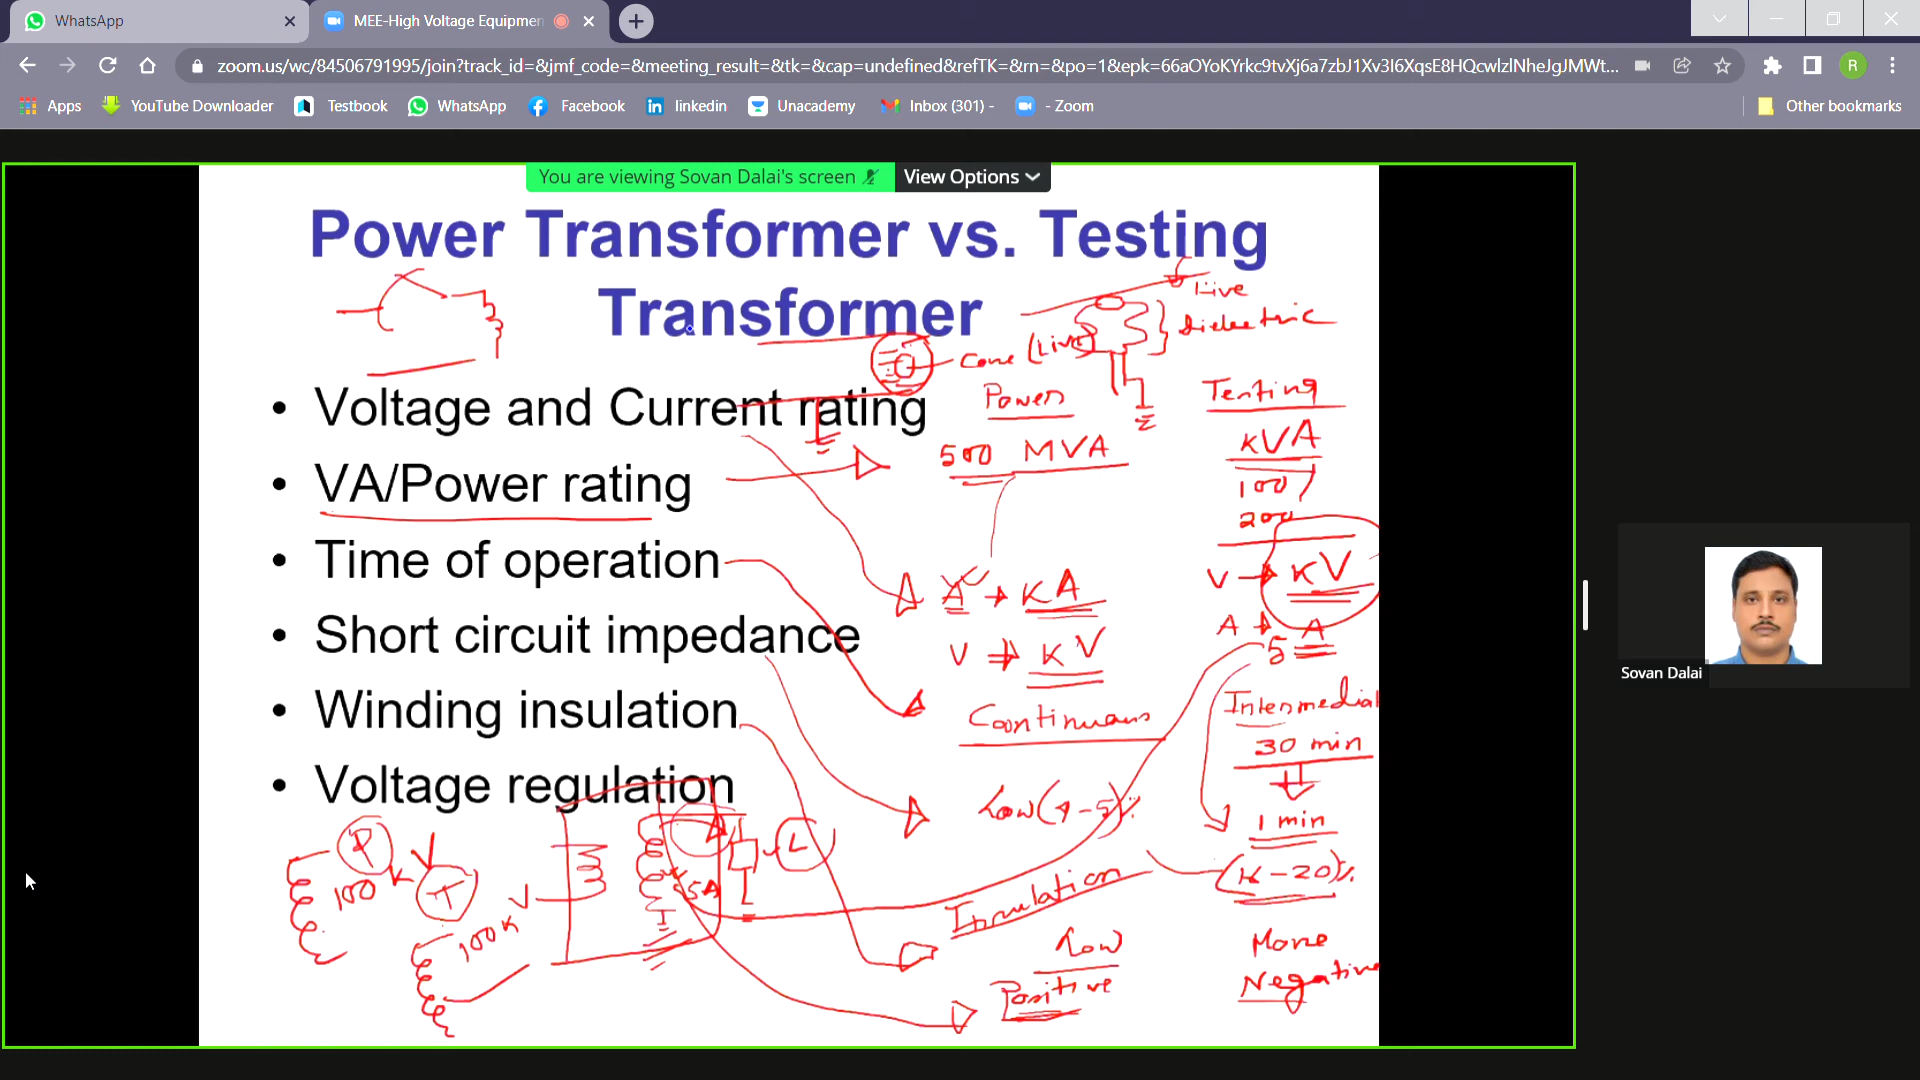 WhatsApp
MEE-High Voltage Equipmen
zoom.us/wc/84506791995/join?track_id=&jmf_code=&meeting_result=&tk=&cap=undefined&refTK=&rn=&po=1&epk=66aOYoKYrkc9tvXj6a7zbJ1Xv3I6XqsE8HQcwlzlNheJgJMWt...
R
Apps YouTube Downloader Testbook WhatsApp Facebook linkedin Unacademy Inbox (301) - - Zoom Other bookmarks
You are viewing Sovan Dalai's screen View Options
Power Transformer vs. Testing
Transformer
Live
Dielectric
Core (Live)
• Voltage and Current rating
Power Testing
500 MVA kVA
• VA/Power rating
100
200
• Time of operation
A → KA
V → KV
V → KV
A → A
5
• Short circuit impedance
• Winding insulation
Continuous
Intermediat
30 min
• Voltage regulation
Low (4-5)%
1 min
P
100 K V
T
100 K V
5A
L
I
Insulation
Low More
Positive Negative
Sovan Dalai